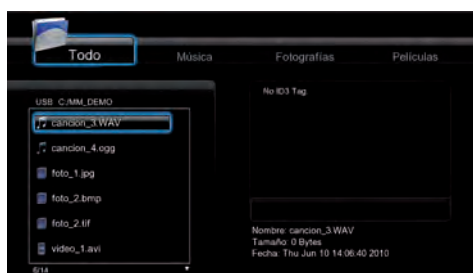 Todo Música Fotografías Películas
USB C:/MM_DEMO
cancion_3.WAV
cancion_4.ogg
foto_1.jpg
foto_2.bmp
foto_2.tif
video_1.avi
6/14
No ID3 Tag
Nombre: cancion_3.WAV
Tamaño: 0 Bytes
Fecha: Thu Jun 10 14:06:40 2010